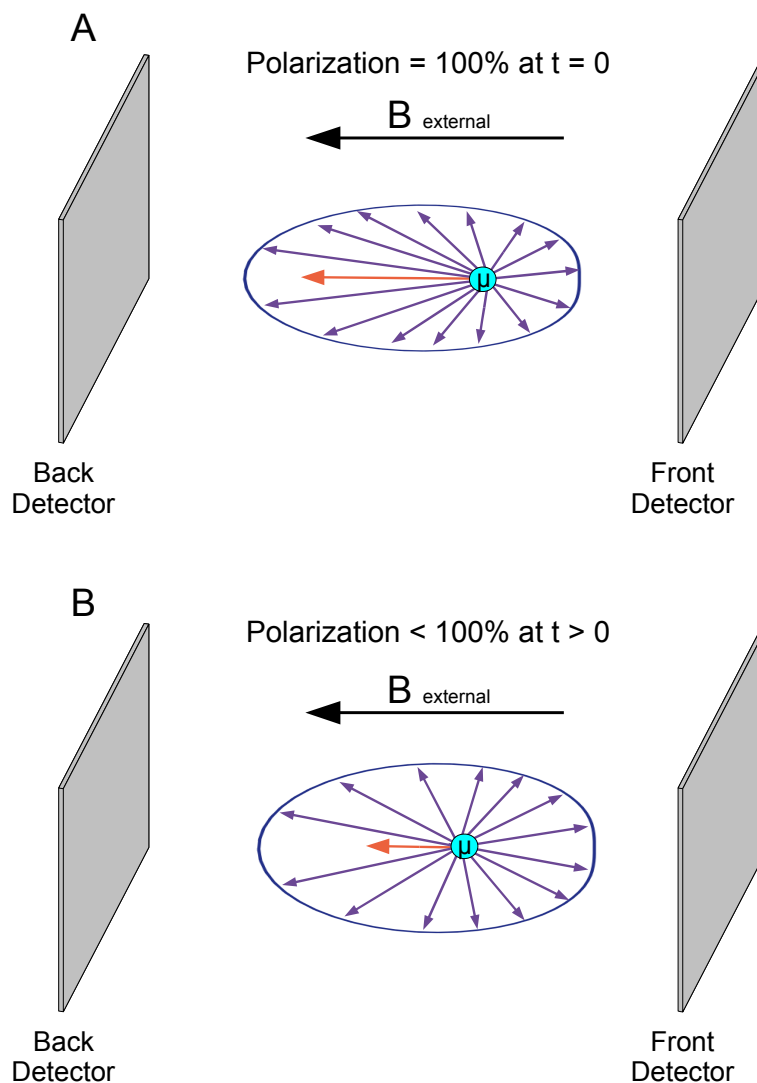 A
Polarization = 100% at t = 0
B external
μ
Back
Detector
Front
Detector
B
Polarization < 100% at t > 0
B external
μ
Back
Detector
Front
Detector